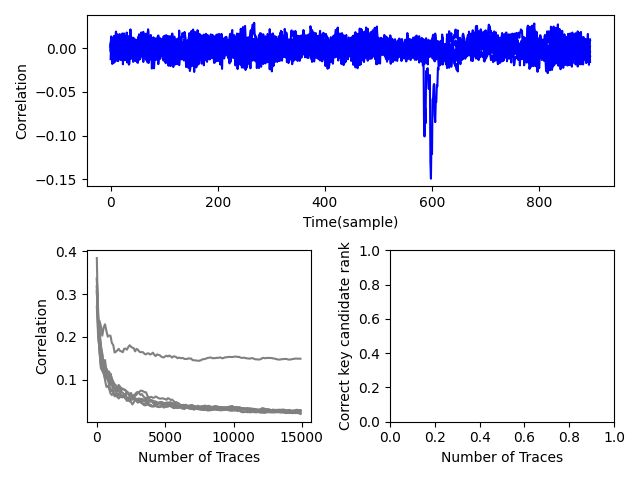 0.00
−0.05
−0.10
−0.15
Correlation
0 200 400 600 800
Time(sample)
0.4
0.3
0.2
0.1
Correlation
0 5000 10000 15000
Number of Traces
1.0
0.8
0.6
0.4
0.2
0.0
Correct key candidate rank
0.0 0.2 0.4 0.6 0.8 1.0
Number of Traces